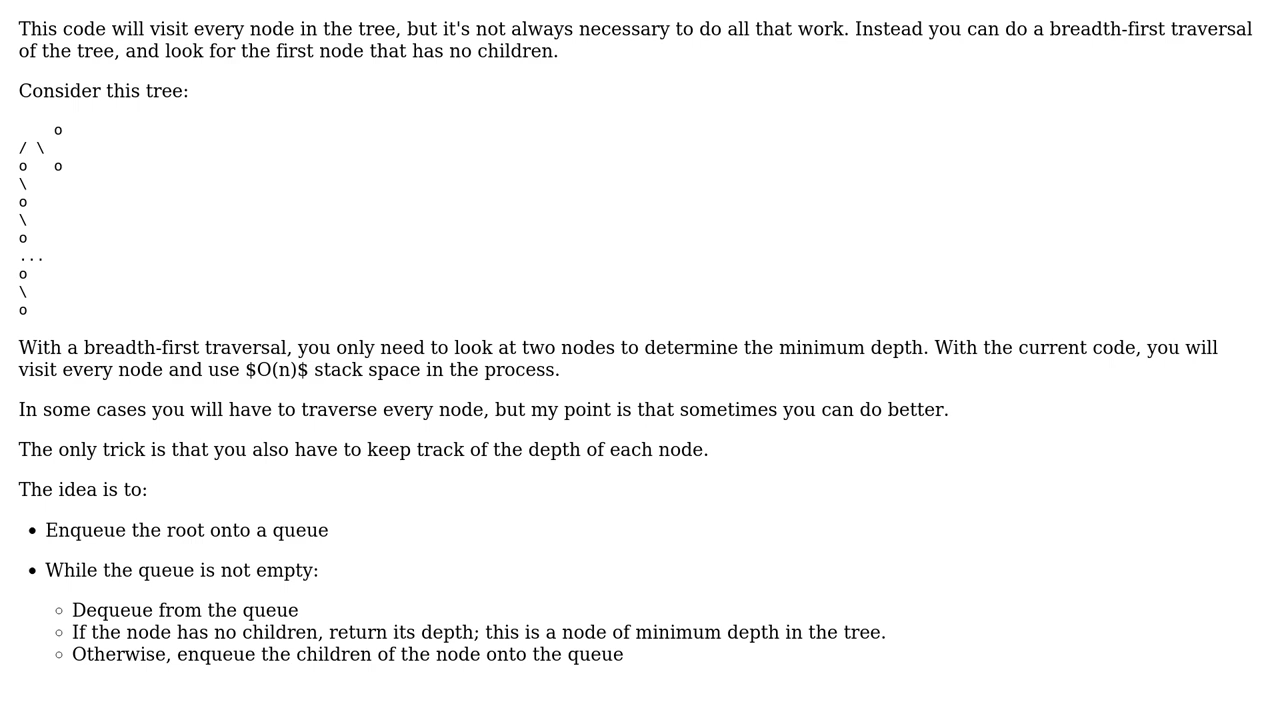 This code will visit every node in the tree, but it's not always necessary to do all that work. Instead you can do a breadth-first traversal
of the tree, and look for the first node that has no children.
Consider this tree:
    o
/ \
o   o
\
o
\
o
...
o
\
o
With a breadth-first traversal, you only need to look at two nodes to determine the minimum depth. With the current code, you will
visit every node and use $O(n)$ stack space in the process.
In some cases you will have to traverse every node, but my point is that sometimes you can do better.
The only trick is that you also have to keep track of the depth of each node.
The idea is to:
• Enqueue the root onto a queue
• While the queue is not empty:
◦ Dequeue from the queue
◦ If the node has no children, return its depth; this is a node of minimum depth in the tree.
◦ Otherwise, enqueue the children of the node onto the queue